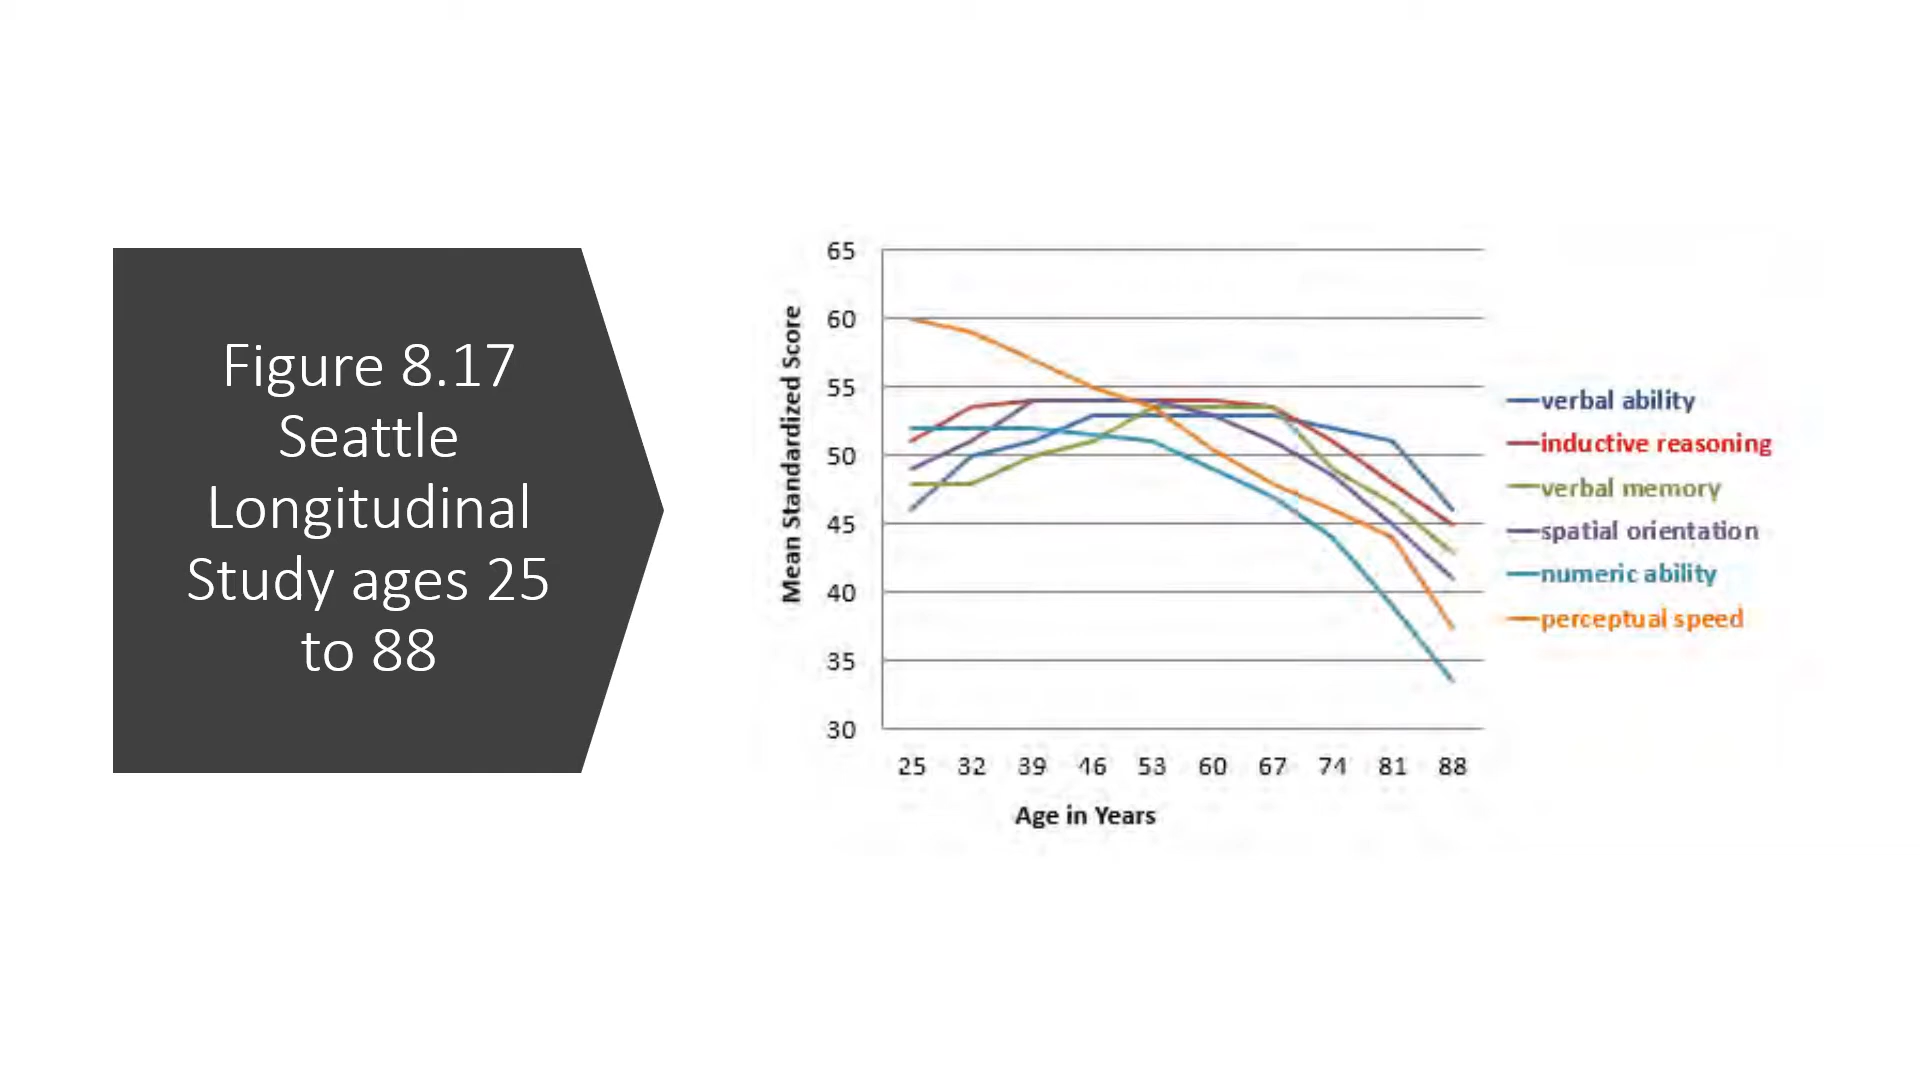 Figure 8.17
Seattle
Longitudinal
Study ages 25
to 88
65
60
55
50
45
40
35
30
Mean Standardized Score
25 32 39 46 53 60 67 74 81 88
Age in Years
verbal ability
inductive reasoning
verbal memory
spatial orientation
numeric ability
perceptual speed